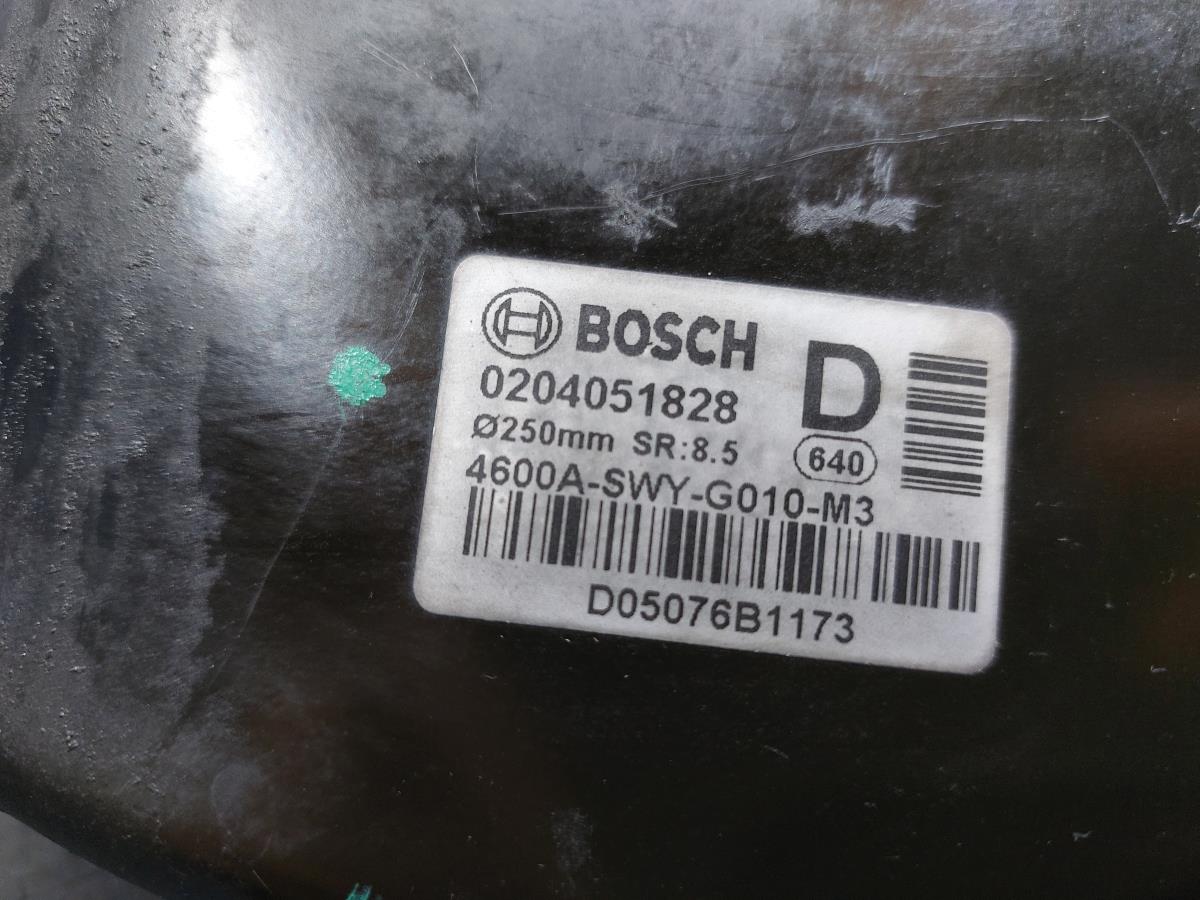 BOSCH
0204051828
Ø250mm SR:8.5
D
640
4600A-SWY-G010-M3
D05076B1173